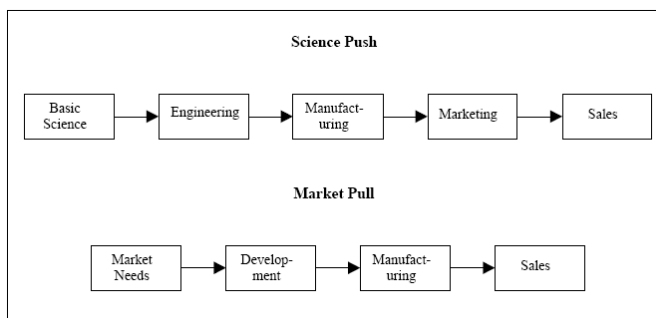 Science Push
Basic
Science
Engineering
Manufact-
uring
Marketing
Sales
Market Pull
Market
Needs
Develop-
ment
Manufact-
uring
Sales